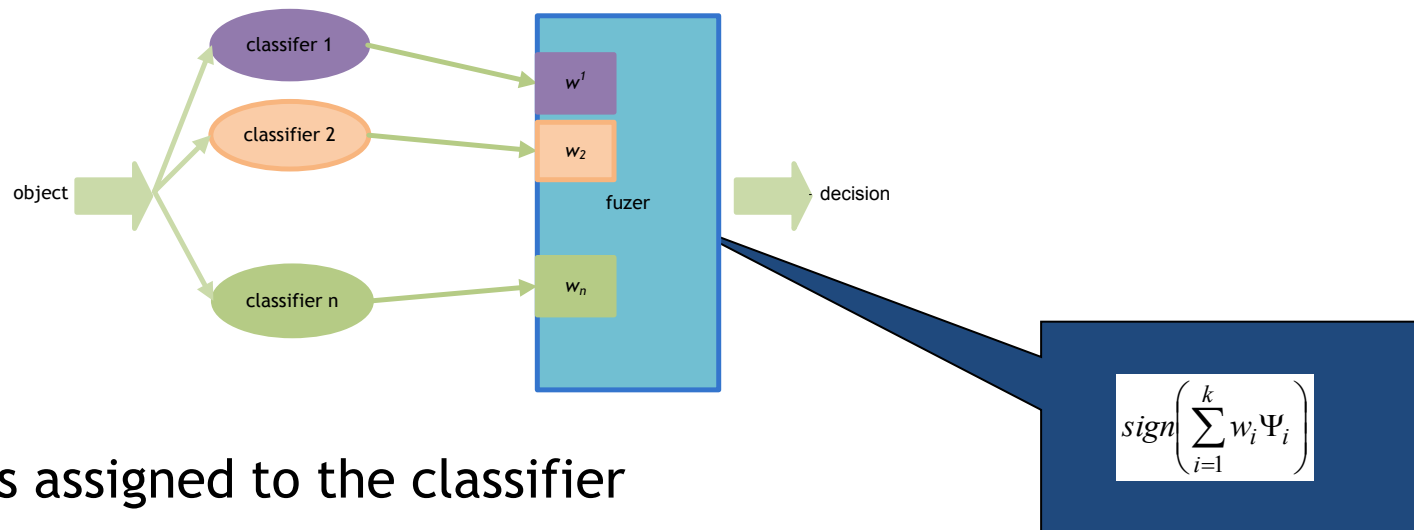 classifer 1
w¹
classifier 2
w₂
object
fuzer
decision
classifier n
wₙ
sign(∑ᵢ₌₁ᵏ wᵢΨᵢ)
s assigned to the classifier